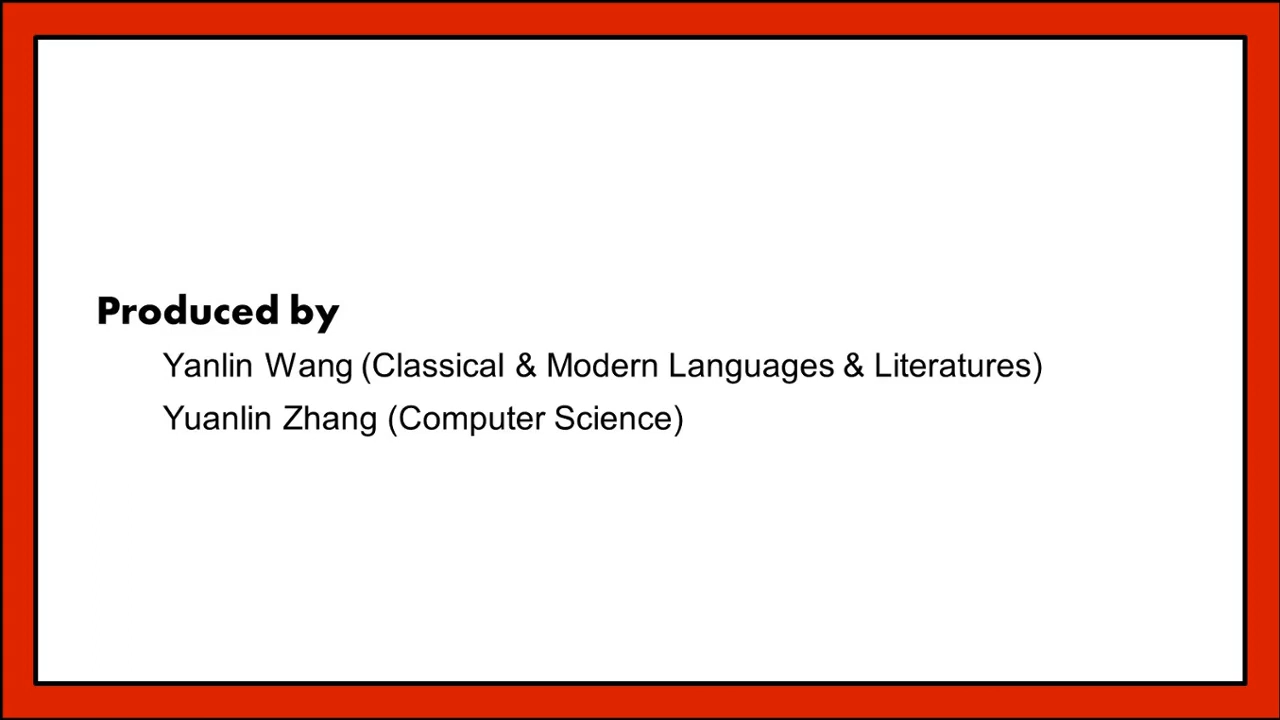 Produced by
Yanlin Wang (Classical & Modern Languages & Literatures)
Yuanlin Zhang (Computer Science)